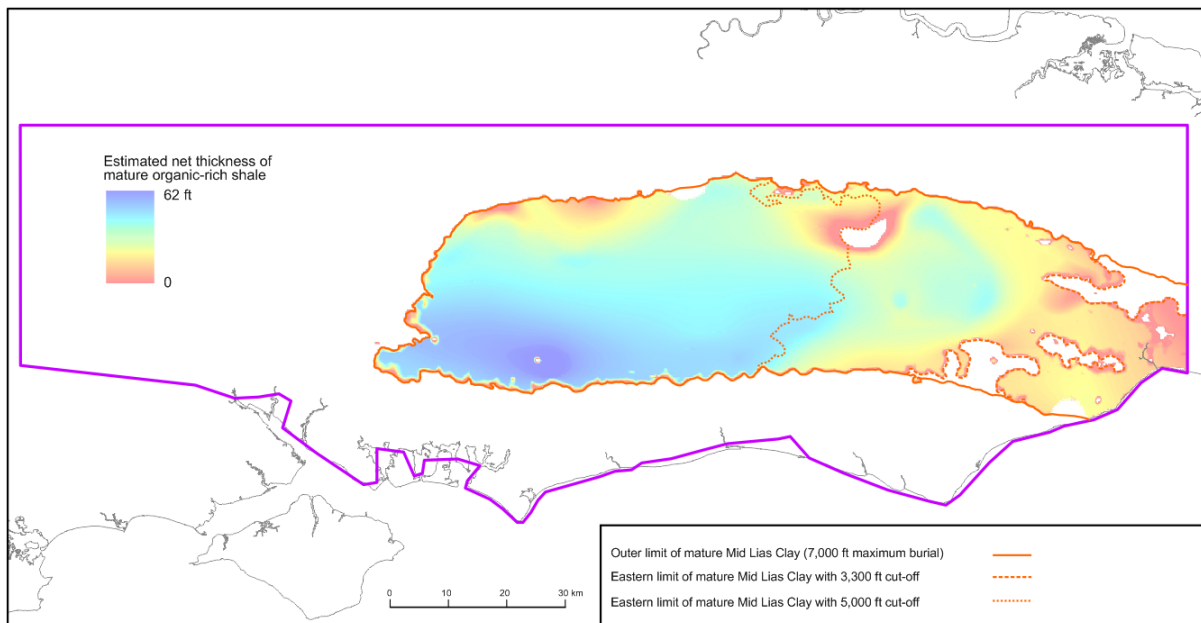 Estimated net thickness of
mature organic-rich shale
62 ft
0
0 10 20 30 km
Outer limit of mature Mid Lias Clay (7,000 ft maximum burial)
Eastern limit of mature Mid Lias Clay with 3,300 ft cut-off
Eastern limit of mature Mid Lias Clay with 5,000 ft cut-off